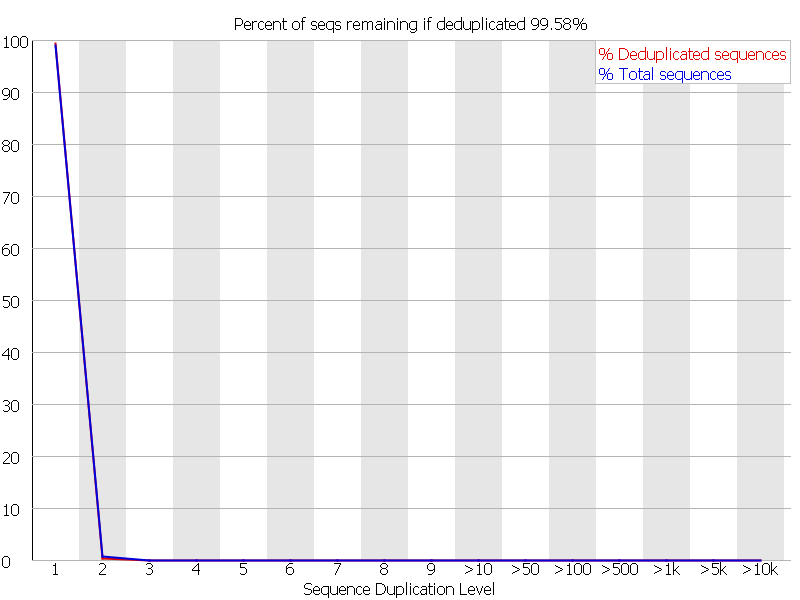 Percent of seqs remaining if deduplicated 99.58%
% Deduplicated sequences
% Total sequences
100
90
80
70
60
50
40
30
20
10
0
1 2 3 4 5 6 7 8 9 >10 >50 >100 >500 >1k >5k >10k
Sequence Duplication Level